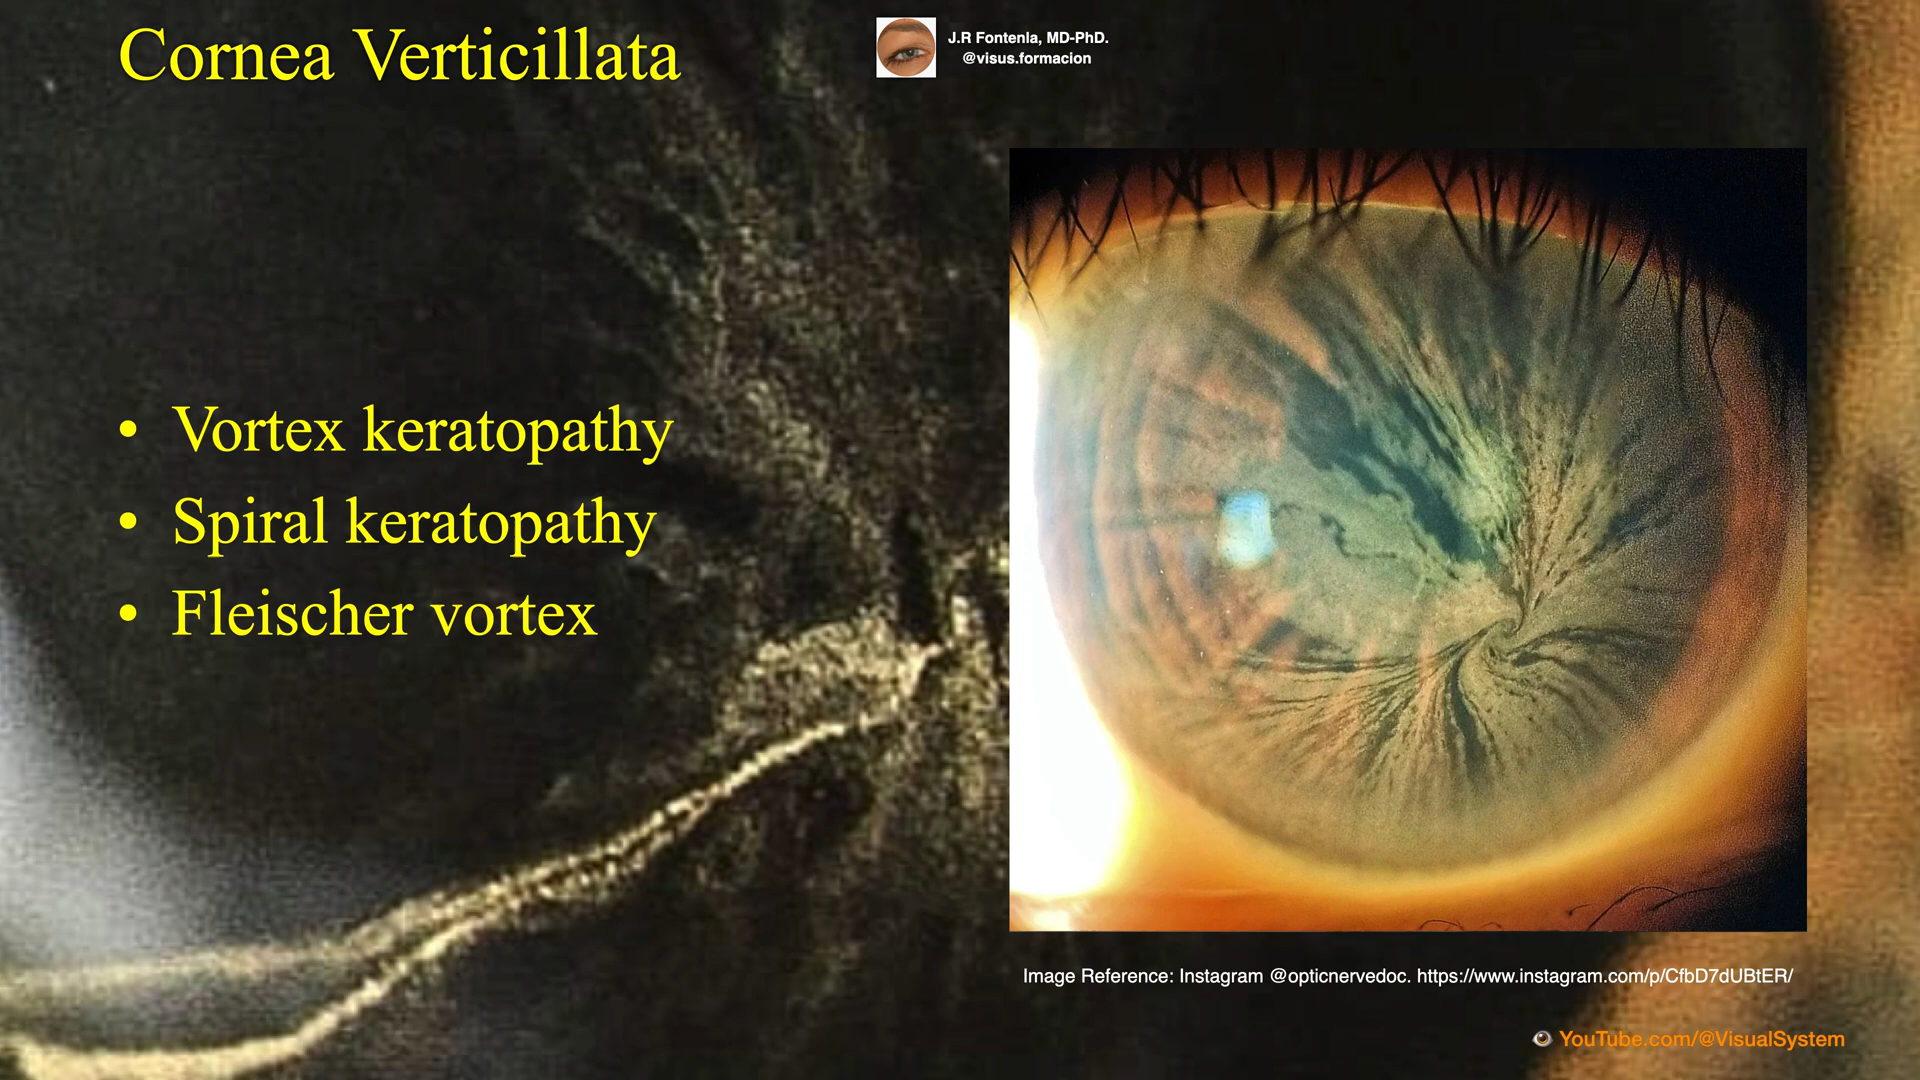 Cornea Verticillata
J.R Fontenla, MD-PhD.
@visus.formacion
• Vortex keratopathy
• Spiral keratopathy
• Fleischer vortex
Image Reference: Instagram @opticnervedoc. https://www.instagram.com/p/CfbD7dUBtER/
YouTube.com/@VisualSystem